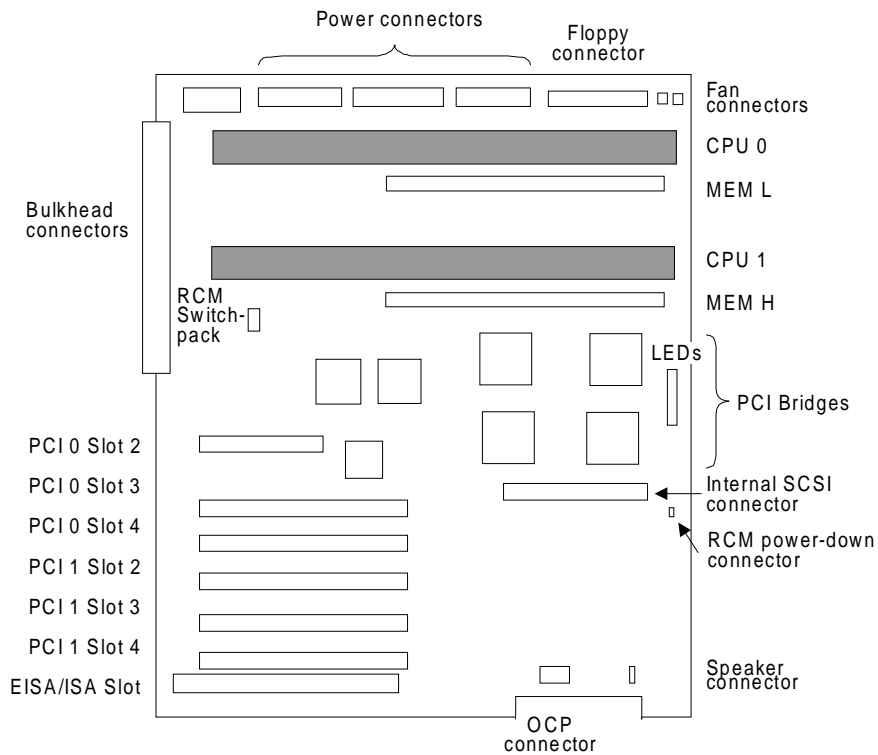 Power connectors
Floppy
connector
Fan
connectors
CPU 0
MEM L
Bulkhead
connectors
CPU 1
RCM
Switch-
pack
MEM H
LEDs
PCI Bridges
PCI 0 Slot 2
PCI 0 Slot 3
Internal SCSI
connector
PCI 0 Slot 4
RCM power-down
connector
PCI 1 Slot 2
PCI 1 Slot 3
PCI 1 Slot 4
Speaker
connector
EISA/ISA Slot
OCP
connector